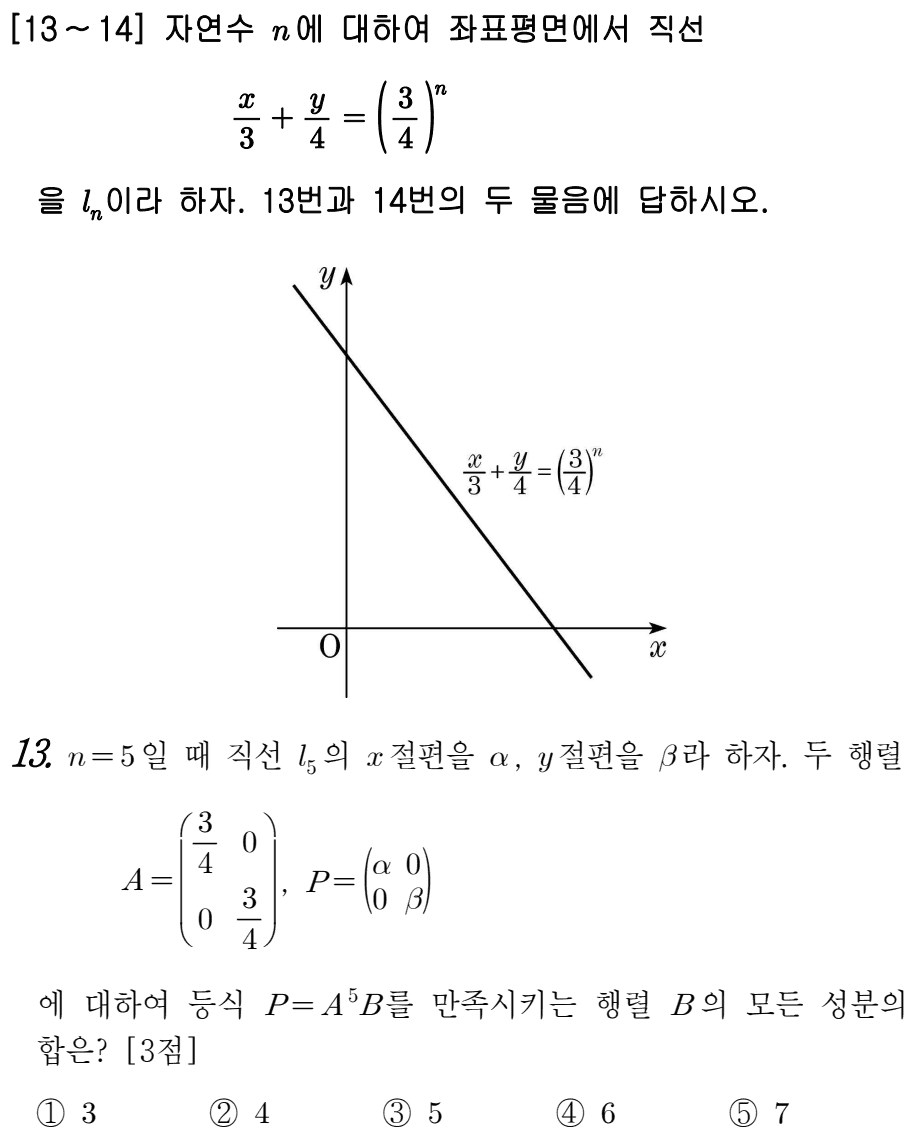 [13～14] 자연수 n에 대하여 좌표평면에서 직선
x/3 + y/4 = (3/4)^n
을 l_n이라 하자. 13번과 14번의 두 물음에 답하시오.
y
x/3 + y/4 = (3/4)^n
O
x
13. n=5일 때 직선 l_5의 x절편을 α, y절편을 β라 하자. 두 행렬
A = (3/4 0; 0 3/4), P = (α 0; 0 β)
에 대하여 등식 P=A^5B를 만족시키는 행렬 B의 모든 성분의
합은? [3점]
① 3 ② 4 ③ 5 ④ 6 ⑤ 7